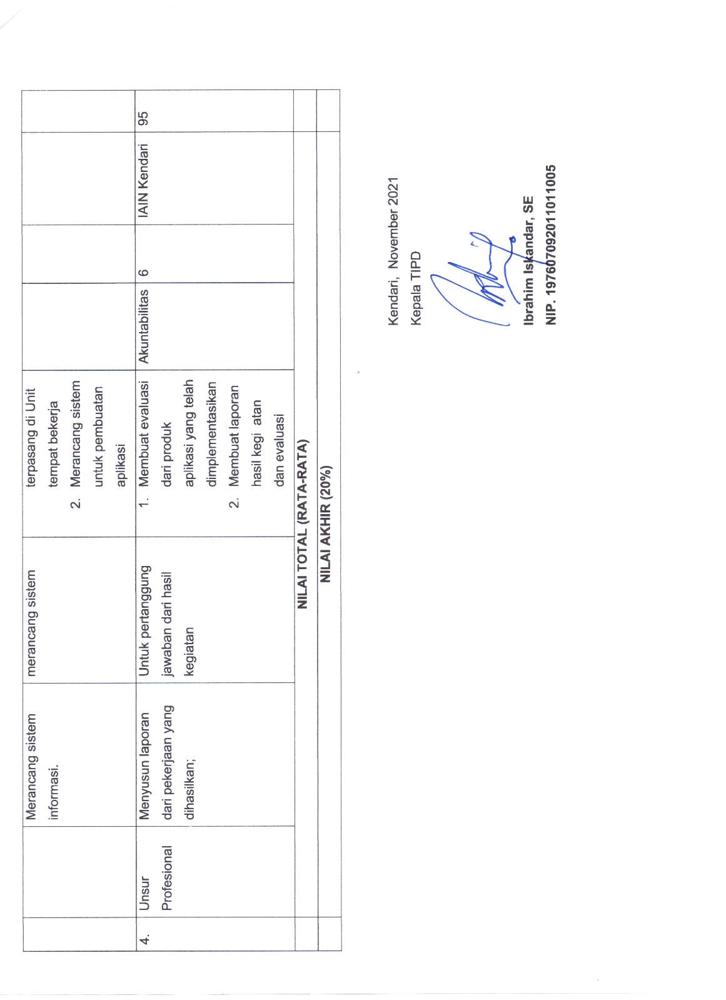 Merancang sistem
informasi.
merancang sistem
terpasang di Unit
tempat bekerja
2. Merancang sistem
untuk pembuatan
aplikasi
4.
Unsur
Profesional
Menyusun laporan
dari pekerjaan yang
dihasilkan;
Untuk pertanggung
jawaban dari hasil
kegiatan
1. Membuat evaluasi
dari produk
aplikasi yang telah
dimplementasikan
2. Membuat laporan
hasil kegi atan
dan evaluasi
Akuntabilitas
6
IAIN Kendari
95
NILAI TOTAL (RATA-RATA)
NILAI AKHIR (20%)
Kendari, November 2021
Kepala TIPD
Ibrahim Iskandar, SE
NIP. 197607092011011005